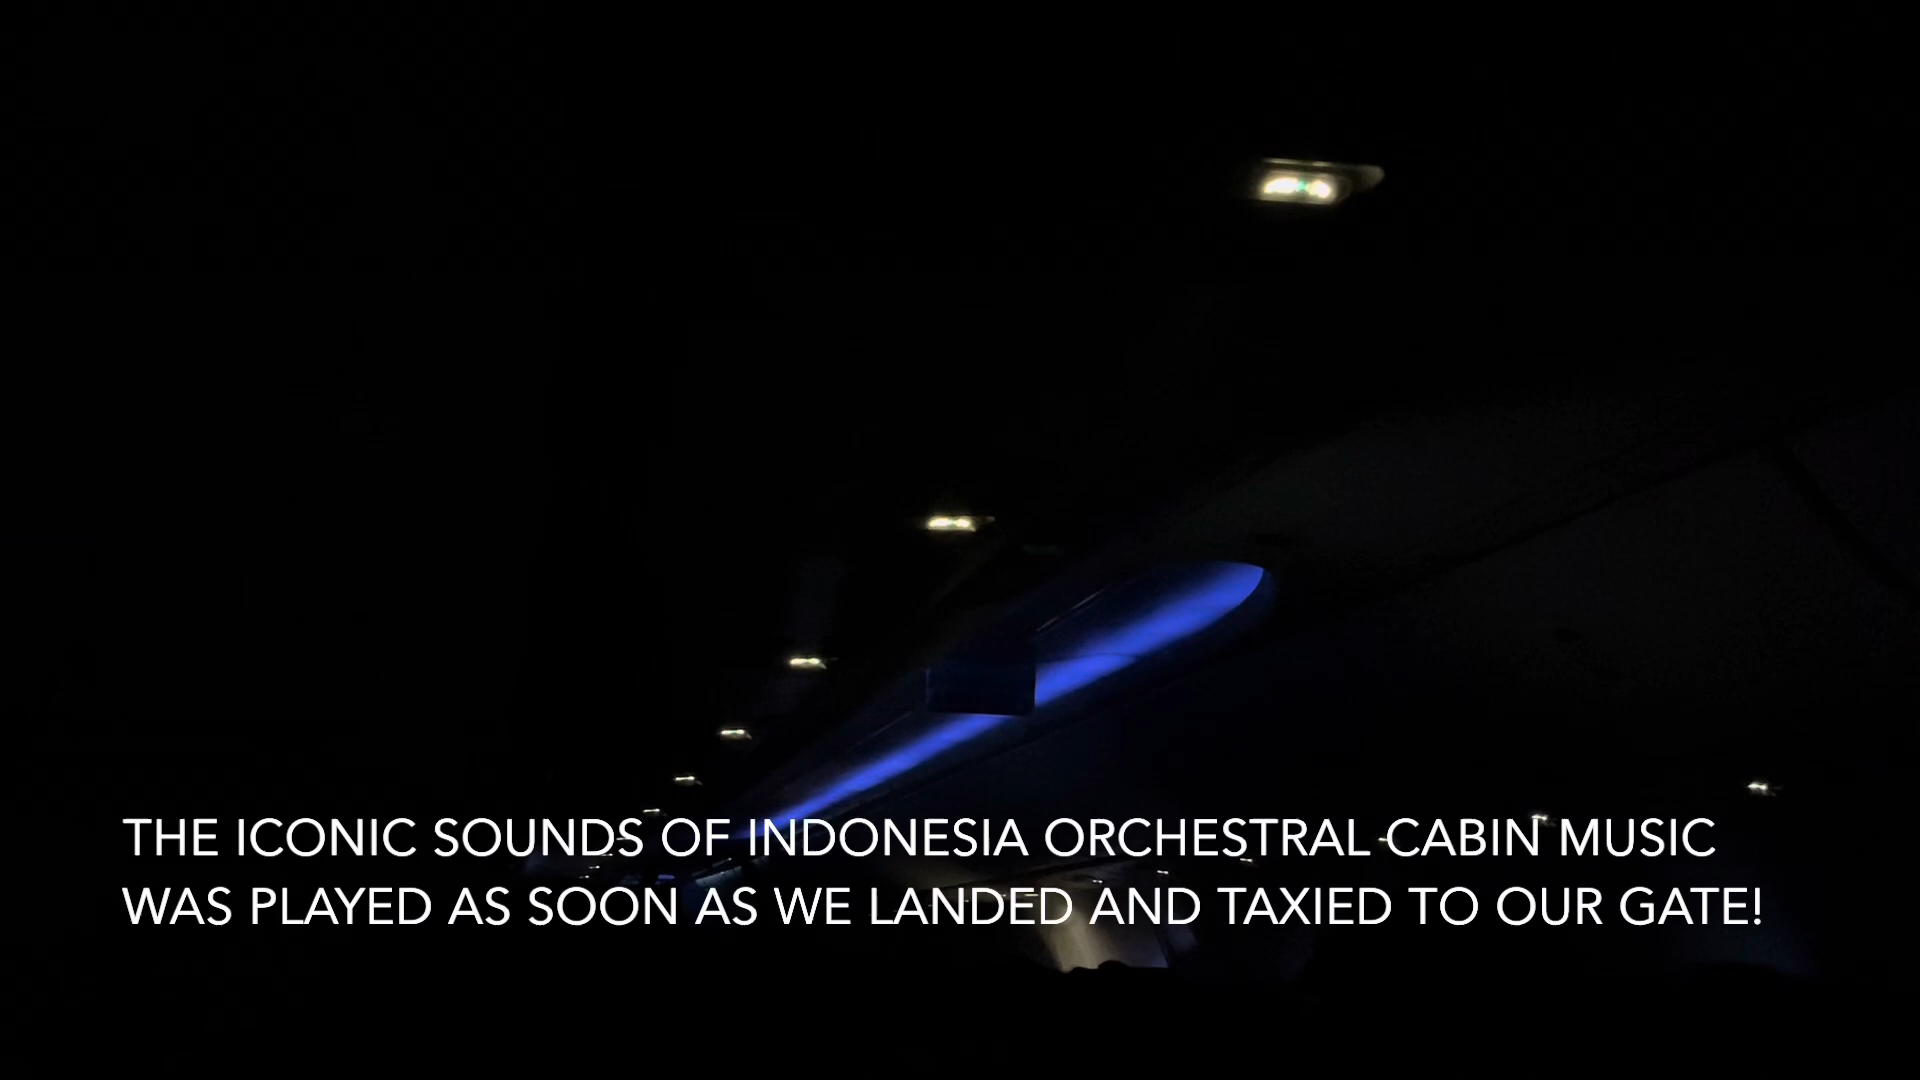 THE ICONIC SOUNDS OF INDONESIA ORCHESTRAL CABIN MUSIC
WAS PLAYED AS SOON AS WE LANDED AND TAXIED TO OUR GATE!